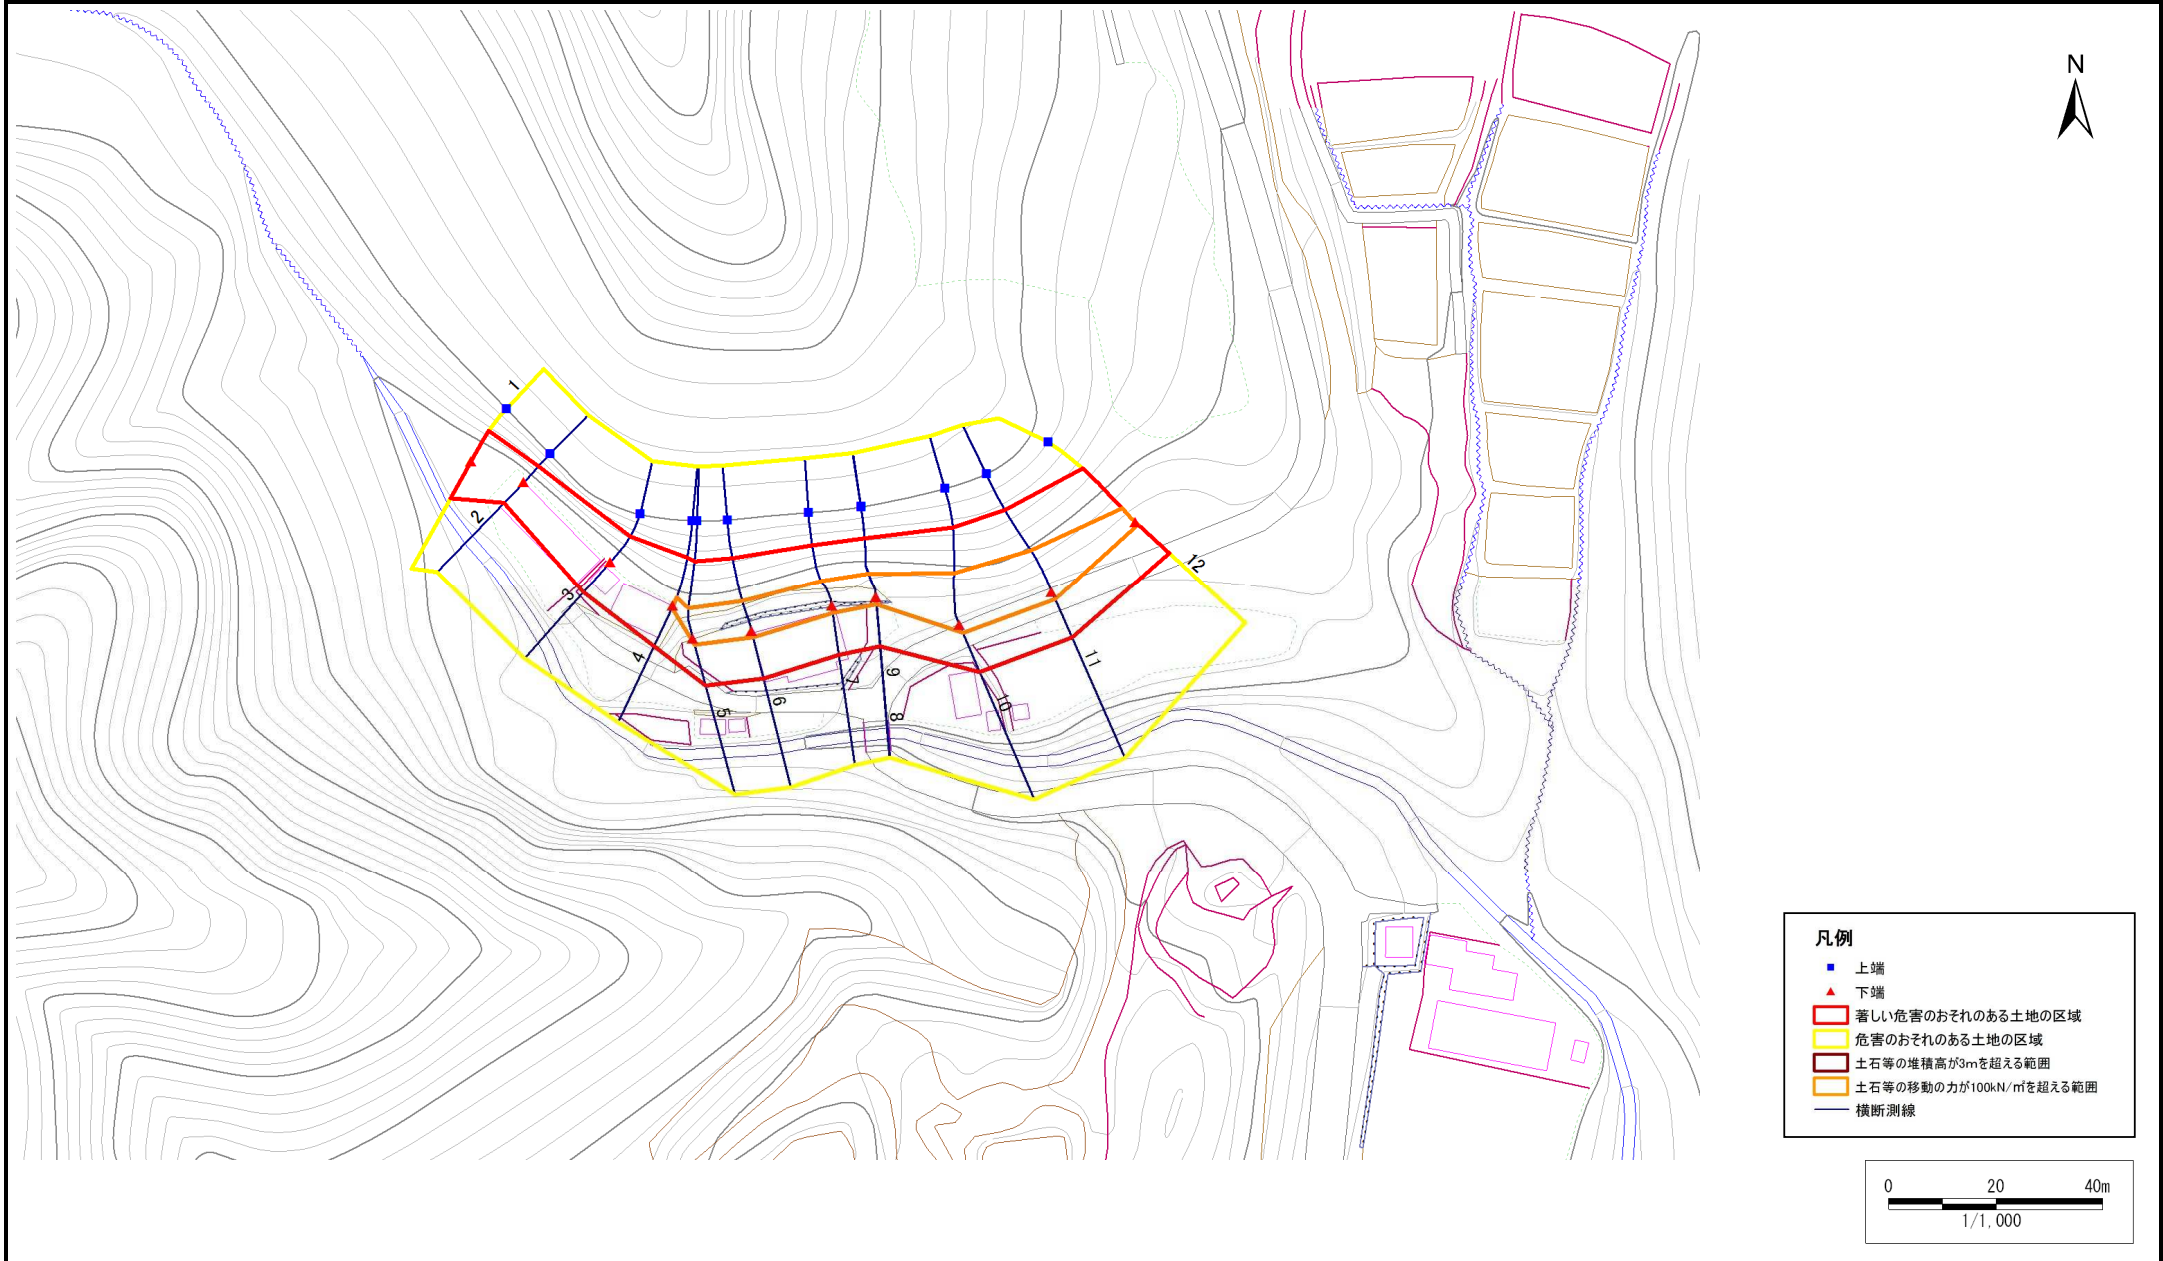 N
1
2
3
4
5
6
7
8
9
10
11
12
凡例
上端
下端
著しい危害のおそれのある土地の区域
危害のおそれのある土地の区域
土石等の堆積高が3mを超える範囲
土石等の移動の力が100kN/㎡を超える範囲
横断測線
0 20 40m
1/1,000